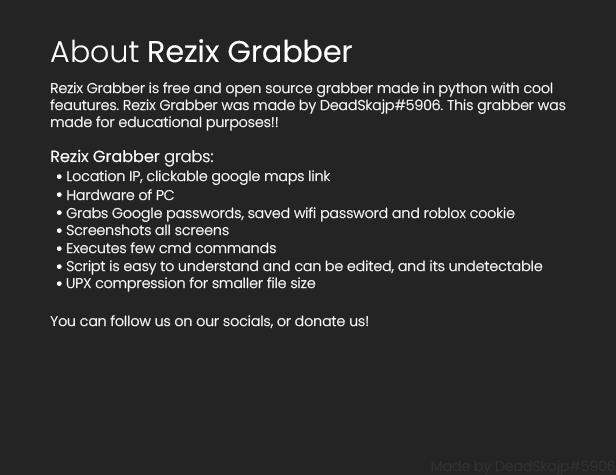 About Rezix Grabber
Rezix Grabber is free and open source grabber made in python with cool
feautures. Rezix Grabber was made by DeadSkajp#5906. This grabber was
made for educational purposes!!
Rezix Grabber grabs:
• Location IP, clickable google maps link
• Hardware of PC
• Grabs Google passwords, saved wifi password and roblox cookie
• Screenshots all screens
• Executes few cmd commands
• Script is easy to understand and can be edited, and its undetectable
• UPX compression for smaller file size
You can follow us on our socials, or donate us!
Made by DeadSkajp#5906